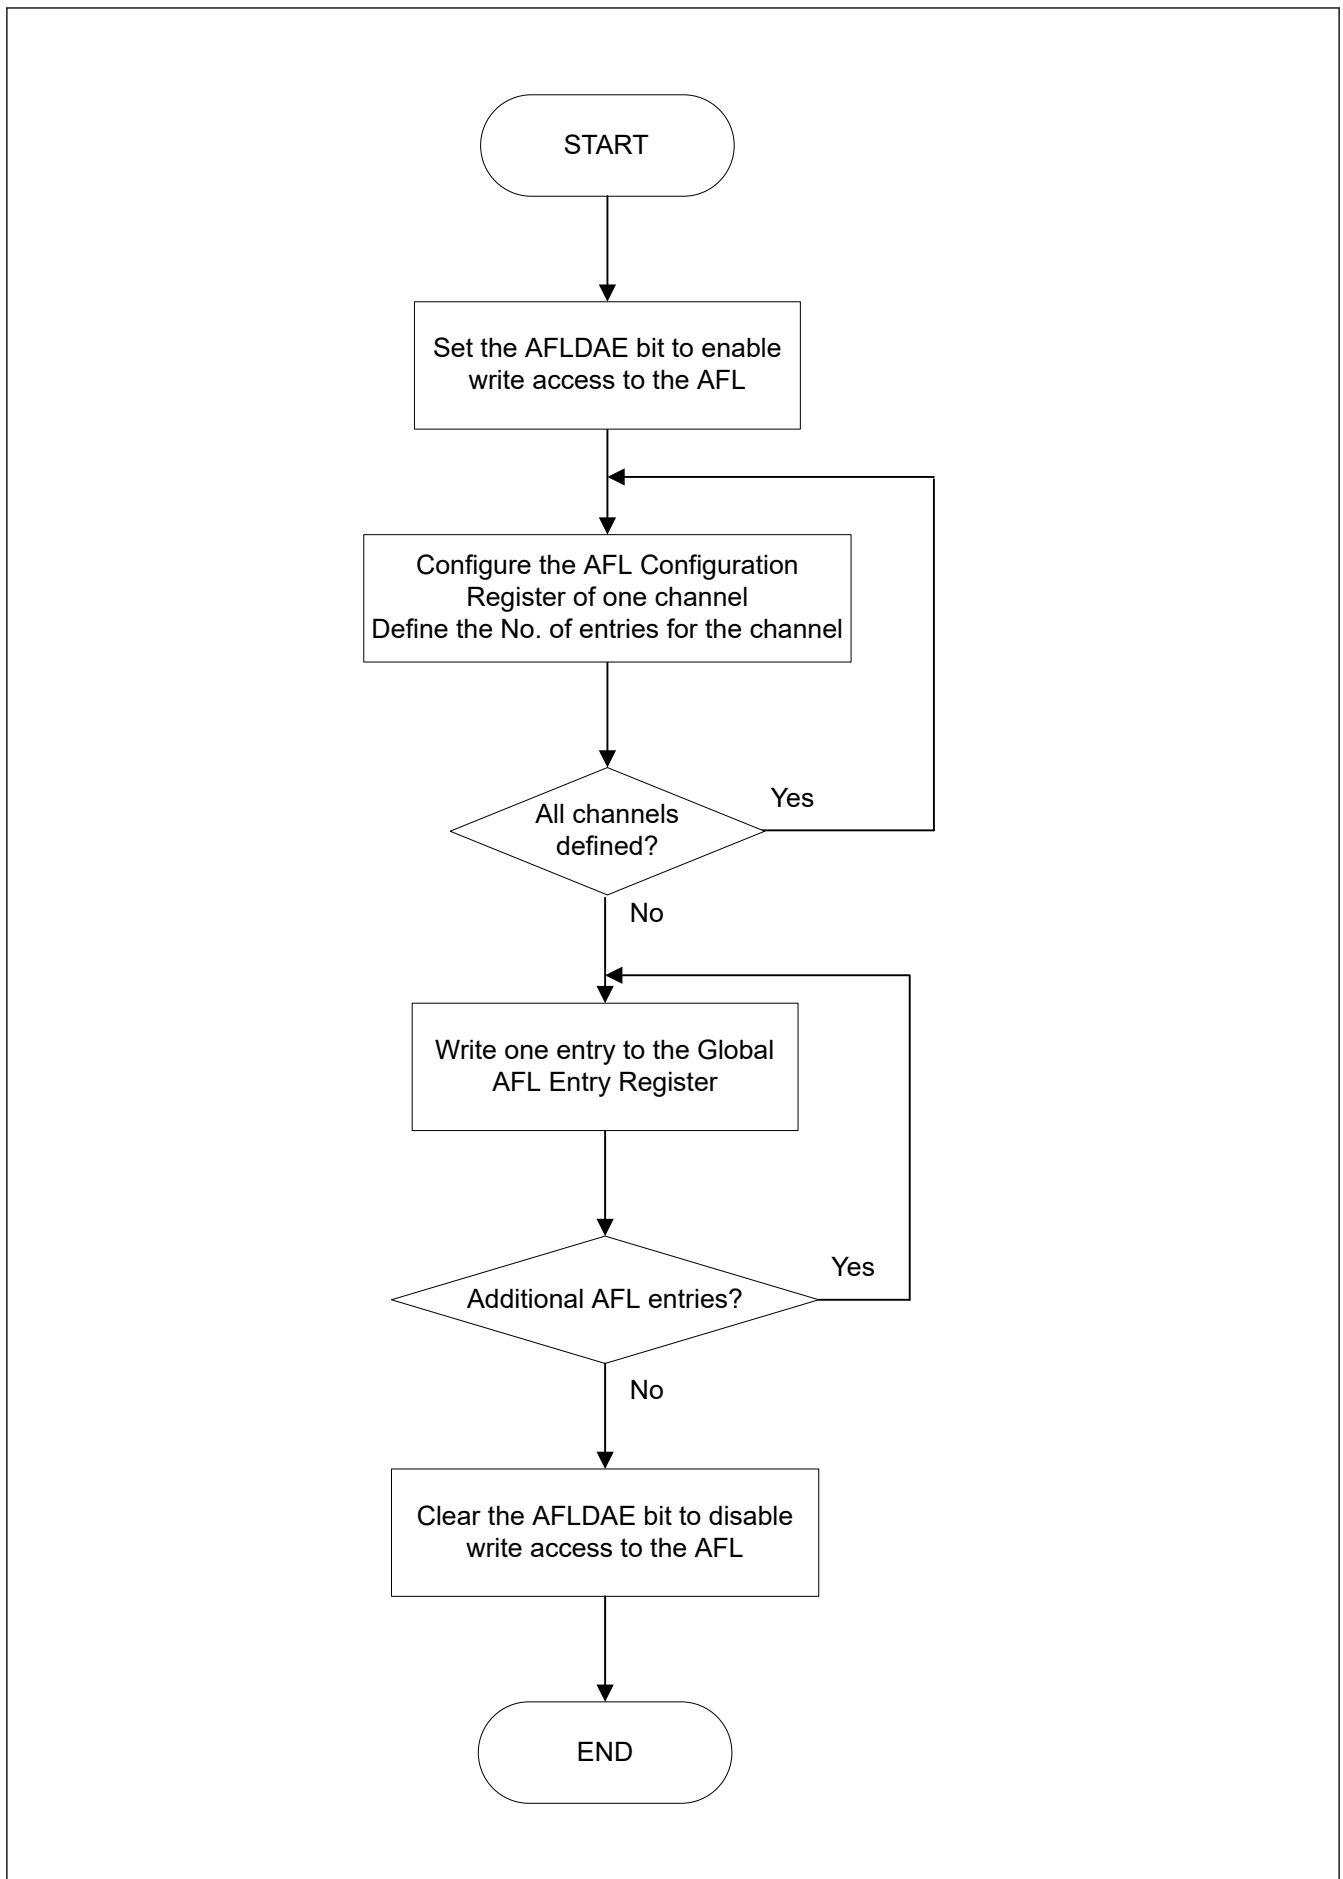 START
Set the AFLDAE bit to enable
write access to the AFL
Configure the AFL Configuration
Register of one channel
Define the No. of entries for the channel
All channels
defined?
Yes
No
Write one entry to the Global
AFL Entry Register
Additional AFL entries?
Yes
No
Clear the AFLDAE bit to disable
write access to the AFL
END